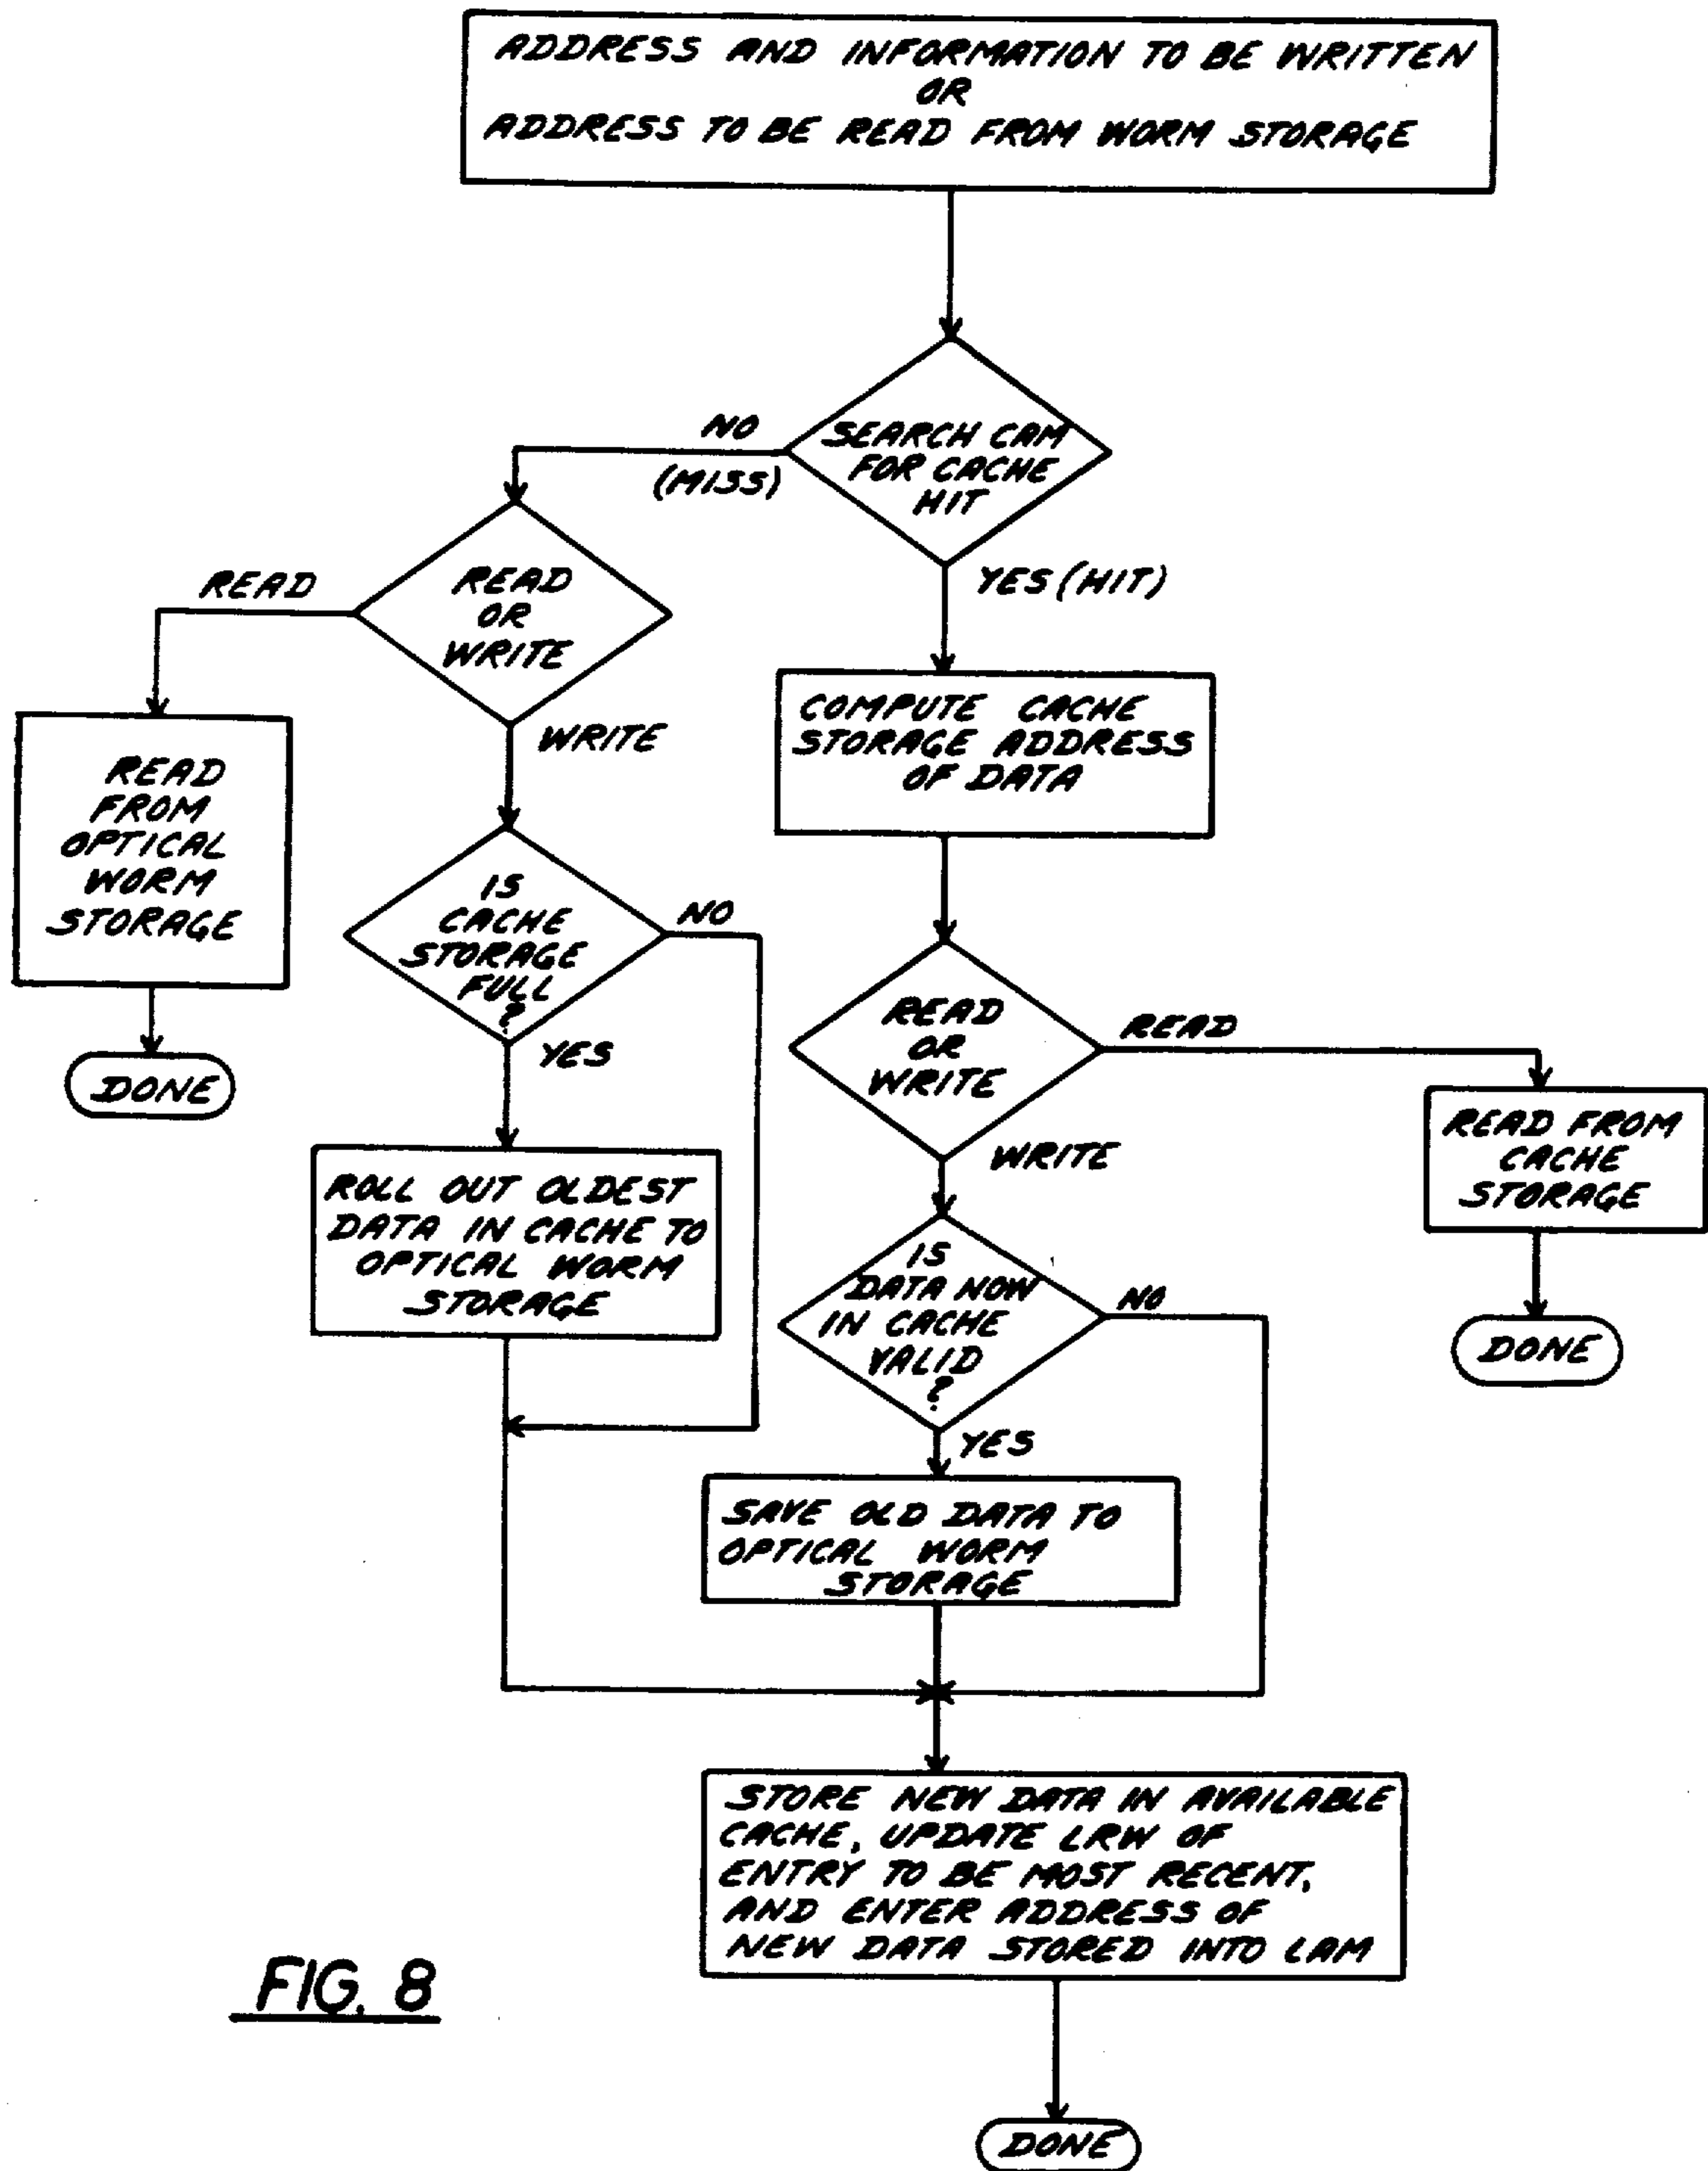 ADDRESS AND INFORMATION TO BE WRITTEN
OR
ADDRESS TO BE READ FROM WORM STORAGE
SEARCH CAM
FOR CACHE
HIT
NO
(MISS)
YES (HIT)
READ
OR
WRITE
READ
WRITE
READ
FROM
OPTICAL
WORM
STORAGE
DONE
IS
CACHE
STORAGE
FULL
?
NO
YES
ROLL OUT OLDEST
DATA IN CACHE TO
OPTICAL WORM
STORAGE
COMPUTE CACHE
STORAGE ADDRESS
OF DATA
READ
OR
WRITE
READ
WRITE
READ FROM
CACHE
STORAGE
DONE
IS
DATA NOW
IN CACHE
VALID
?
NO
YES
SAVE OLD DATA TO
OPTICAL WORM
STORAGE
STORE NEW DATA IN AVAILABLE
CACHE, UPDATE LRW OF
ENTRY TO BE MOST RECENT,
AND ENTER ADDRESS OF
NEW DATA STORED INTO LAM
DONE
FIG. 8